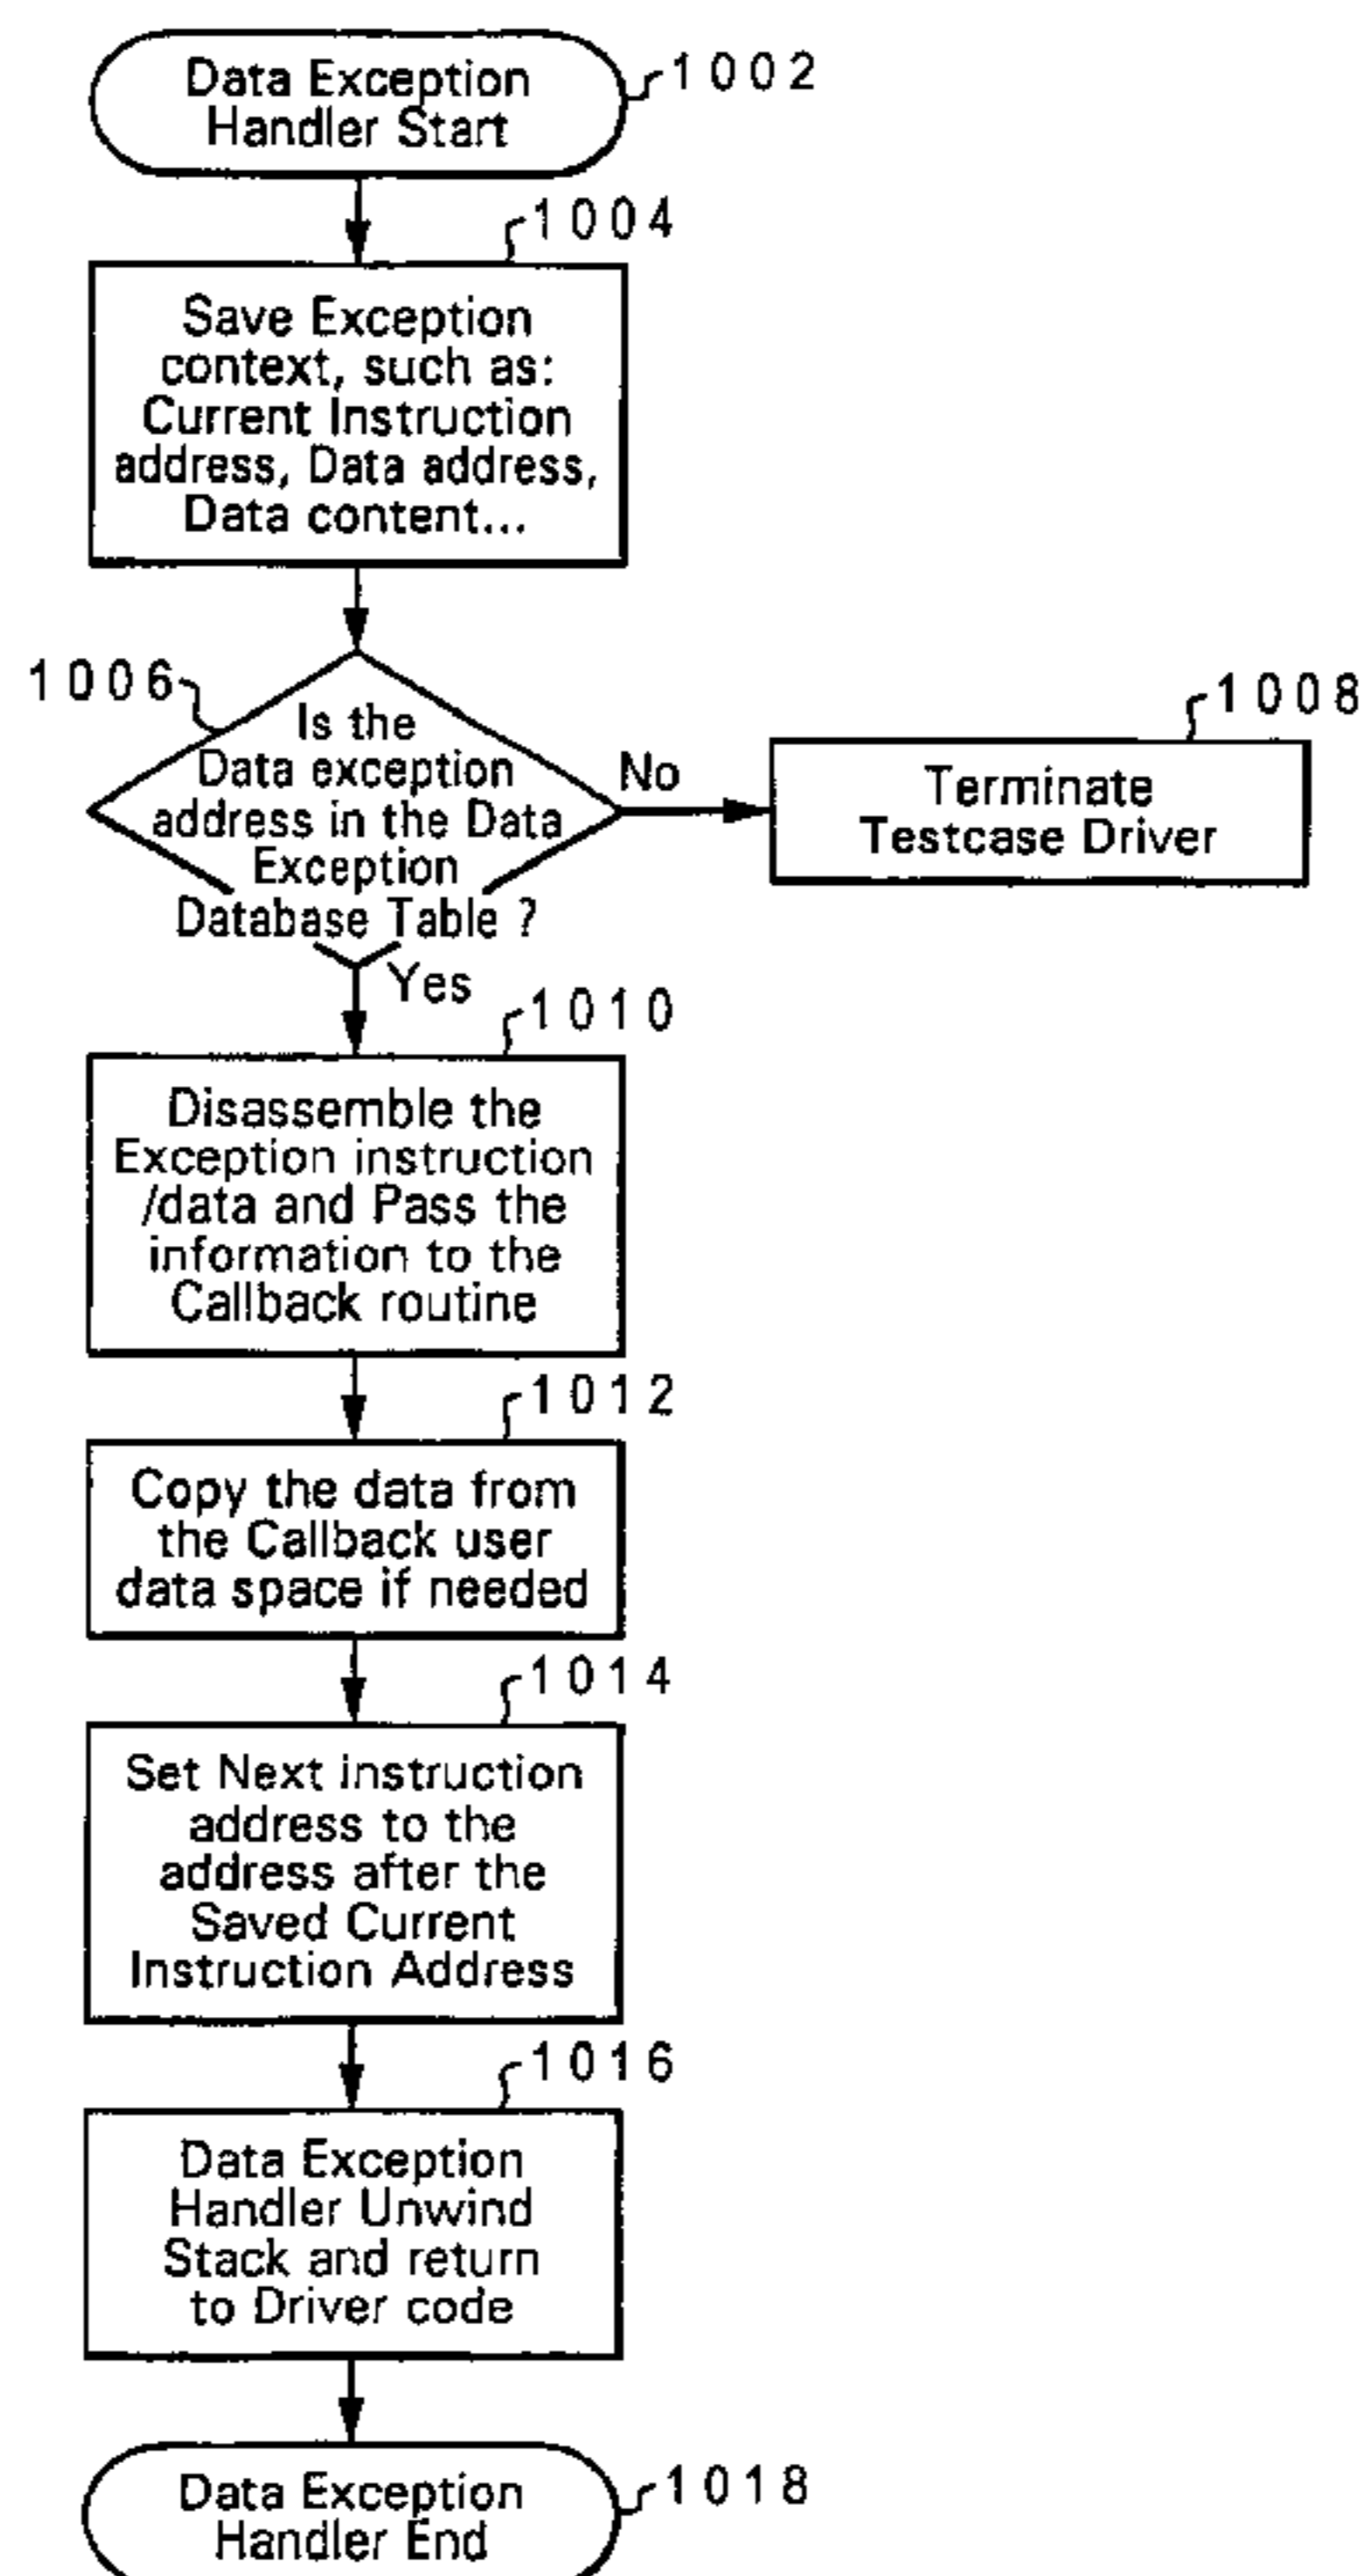 Data Exception
Handler Start
1002
1004
Save Exception
context, such as:
Current Instruction
address, Data address,
Data content...
1006
Is the
Data exception
address in the Data
Exception
Database Table ?
No
1008
Terminate
Testcase Driver
Yes
1010
Disassemble the
Exception instruction
/data and Pass the
information to the
Callback routine
1012
Copy the data from
the Callback user
data space if needed
1014
Set Next instruction
address to the
address after the
Saved Current
Instruction Address
1016
Data Exception
Handler Unwind
Stack and return
to Driver code
Data Exception
Handler End
1018